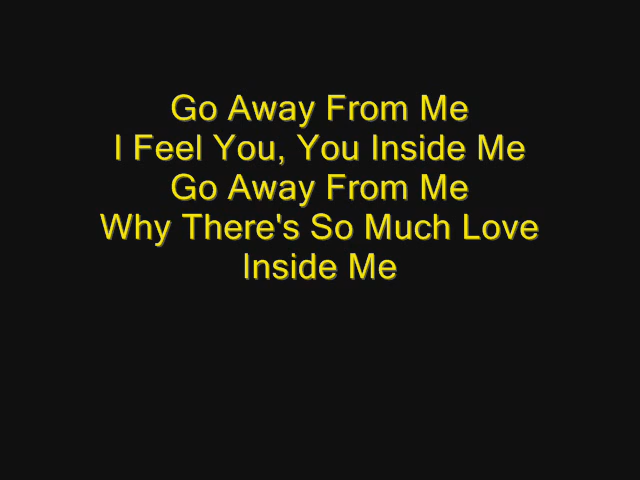 Go Away From Me
I Feel You, You Inside Me
Go Away From Me
Why There's So Much Love
Inside Me